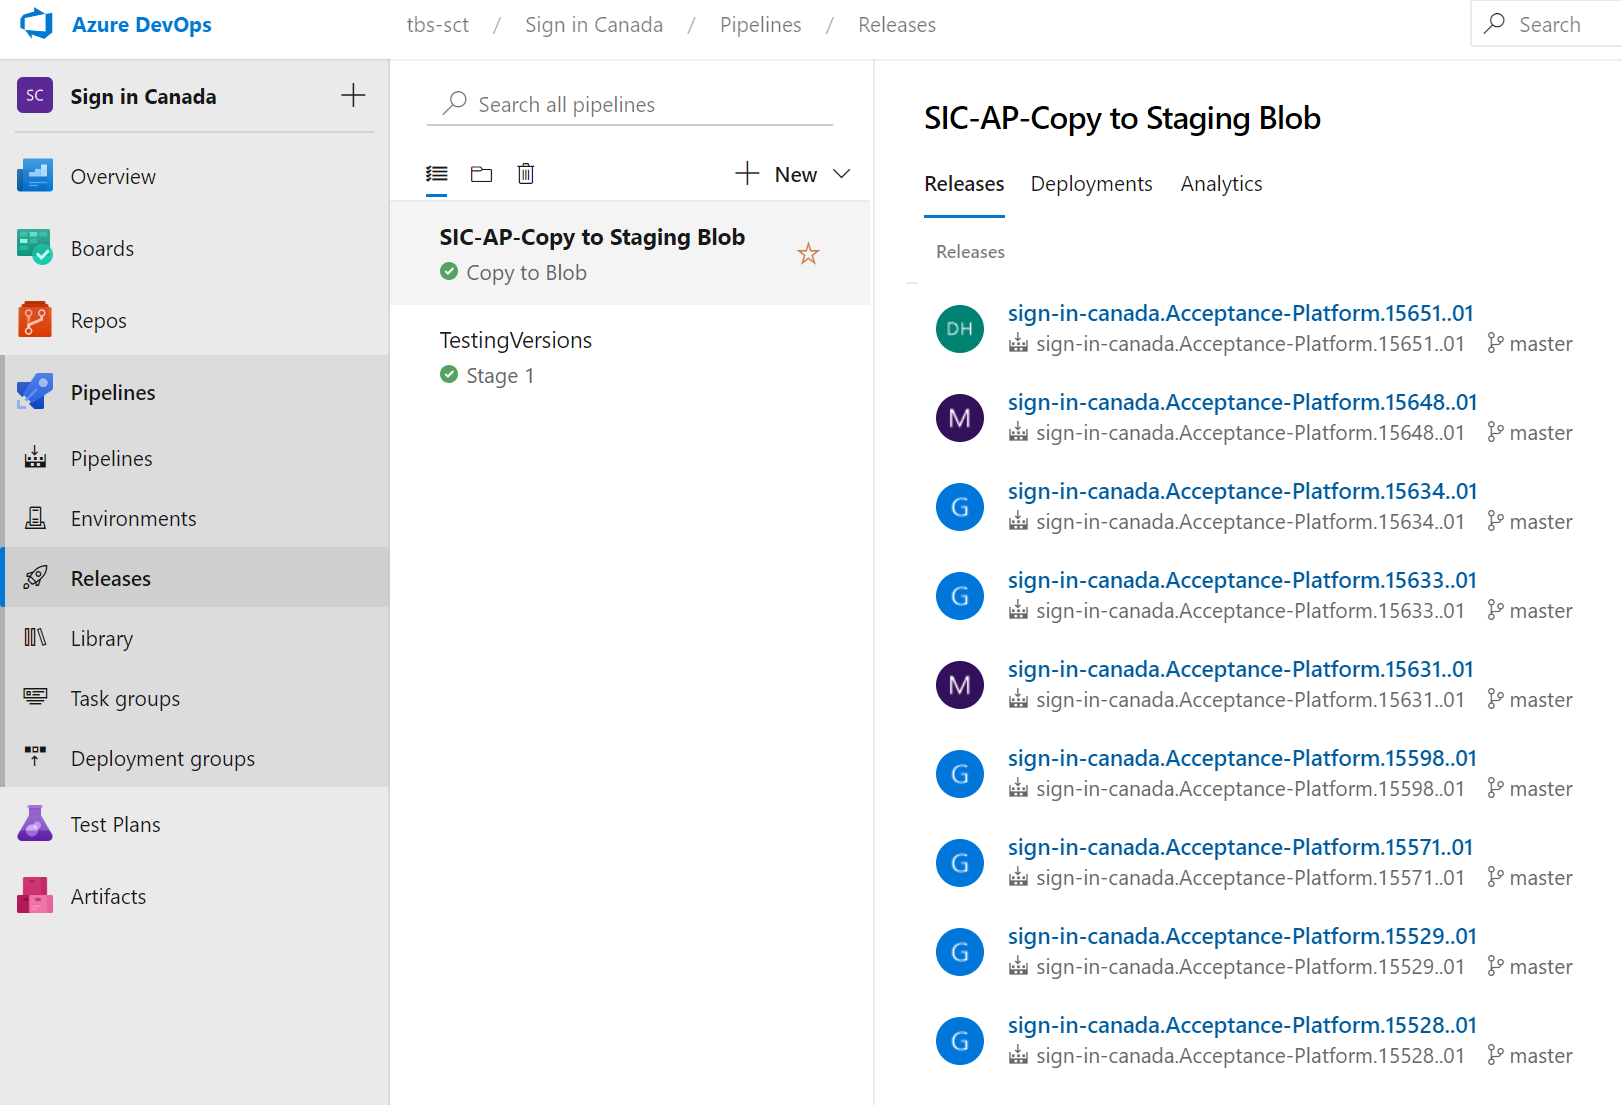 Azure DevOps
tbs-sct / Sign in Canada / Pipelines / Releases
Search
SC Sign in Canada
Overview
Boards
Repos
Pipelines
Pipelines
Environments
Releases
Library
Task groups
Deployment groups
Test Plans
Artifacts
Search all pipelines
New
SIC-AP-Copy to Staging Blob
Copy to Blob
TestingVersions
Stage 1
SIC-AP-Copy to Staging Blob
Releases Deployments Analytics
Releases
DH sign-in-canada.Acceptance-Platform.15651..01
sign-in-canada.Acceptance-Platform.15651..01 master
M sign-in-canada.Acceptance-Platform.15648..01
sign-in-canada.Acceptance-Platform.15648..01 master
G sign-in-canada.Acceptance-Platform.15634..01
sign-in-canada.Acceptance-Platform.15634..01 master
G sign-in-canada.Acceptance-Platform.15633..01
sign-in-canada.Acceptance-Platform.15633..01 master
M sign-in-canada.Acceptance-Platform.15631..01
sign-in-canada.Acceptance-Platform.15631..01 master
G sign-in-canada.Acceptance-Platform.15598..01
sign-in-canada.Acceptance-Platform.15598..01 master
G sign-in-canada.Acceptance-Platform.15571..01
sign-in-canada.Acceptance-Platform.15571..01 master
G sign-in-canada.Acceptance-Platform.15529..01
sign-in-canada.Acceptance-Platform.15529..01 master
G sign-in-canada.Acceptance-Platform.15528..01
sign-in-canada.Acceptance-Platform.15528..01 master